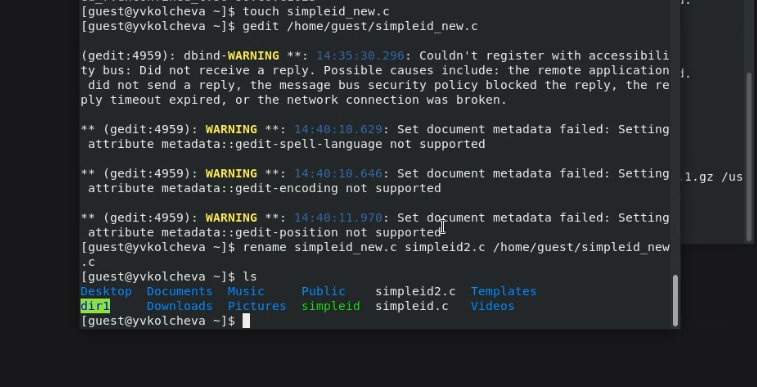 [guest@yvkolcheva ~]$ touch simpleid_new.c
[guest@yvkolcheva ~]$ gedit /home/guest/simpleid_new.c
(gedit:4959): dbind-WARNING **: 14:35:30.296: Couldn't register with accessibili
ty bus: Did not receive a reply. Possible causes include: the remote application
did not send a reply, the message bus security policy blocked the reply, the re
ply timeout expired, or the network connection was broken.
** (gedit:4959): WARNING **: 14:40:10.629: Set document metadata failed: Setting
attribute metadata::gedit-spell-language not supported
** (gedit:4959): WARNING **: 14:40:10.646: Set document metadata failed: Setting
attribute metadata::gedit-encoding not supported
** (gedit:4959): WARNING **: 14:40:11.970: Set document metadata failed: Setting
attribute metadata::gedit-position not supported
[guest@yvkolcheva ~]$ rename simpleid_new.c simpleid2.c /home/guest/simpleid_new
.c
[guest@yvkolcheva ~]$ ls
Desktop Documents Music Public simpleid2.c Templates
dir1 Downloads Pictures simpleid simpleid.c Videos
[guest@yvkolcheva ~]$
d.
.1.gz /us